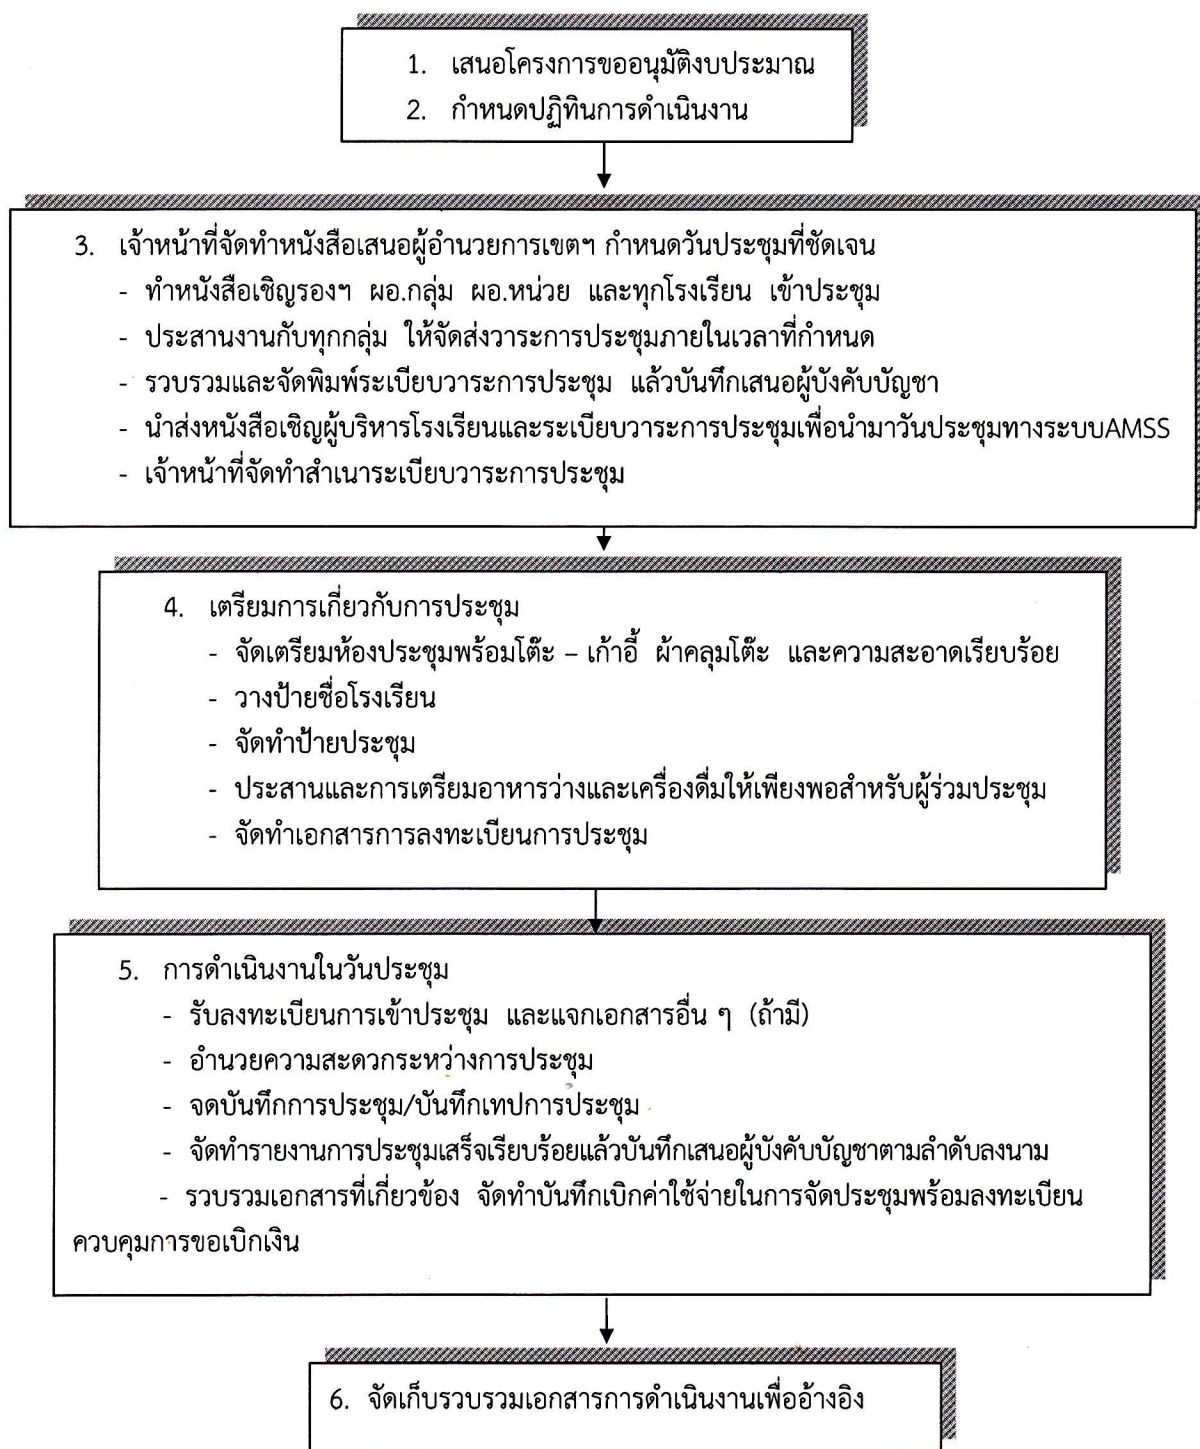 1. เสนอโครงการขออนุมัติงบประมาณ
2. กำหนดปฏิทินการดำเนินงาน
3. เจ้าหน้าที่จัดทำหนังสือเสนอผู้อำนวยการเขตฯ กำหนดวันประชุมที่ชัดเจน
- ทำหนังสือเชิญรองฯ ผอ.กลุ่ม ผอ.หน่วย และทุกโรงเรียน เข้าประชุม
- ประสานงานกับทุกกลุ่ม ให้จัดส่งวาระการประชุมภายในเวลาที่กำหนด
- รวบรวมและจัดพิมพ์ระเบียบวาระการประชุม แล้วบันทึกเสนอผู้บังคับบัญชา
- นำส่งหนังสือเชิญผู้บริหารโรงเรียนและระเบียบวาระการประชุมเพื่อนำมาวันประชุมทางระบบAMSS
- เจ้าหน้าที่จัดทำสำเนาระเบียบวาระการประชุม
4. เตรียมการเกี่ยวกับการประชุม
- จัดเตรียมห้องประชุมพร้อมโต๊ะ – เก้าอี้ ผ้าคลุมโต๊ะ และความสะอาดเรียบร้อย
- วางป้ายชื่อโรงเรียน
- จัดทำป้ายประชุม
- ประสานและการเตรียมอาหารว่างและเครื่องดื่มให้เพียงพอสำหรับผู้ร่วมประชุม
- จัดทำเอกสารการลงทะเบียนการประชุม
5. การดำเนินงานในวันประชุม
- รับลงทะเบียนการเข้าประชุม และแจกเอกสารอื่น ๆ (ถ้ามี)
- อำนวยความสะดวกระหว่างการประชุม
- จดบันทึกการประชุม/บันทึกเทปการประชุม
- จัดทำรายงานการประชุมเสร็จเรียบร้อยแล้วบันทึกเสนอผู้บังคับบัญชาตามลำดับลงนาม
- รวบรวมเอกสารที่เกี่ยวข้อง จัดทำบันทึกเบิกค่าใช้จ่ายในการจัดประชุมพร้อมลงทะเบียน
ควบคุมการขอเบิกเงิน
6. จัดเก็บรวบรวมเอกสารการดำเนินงานเพื่ออ้างอิง